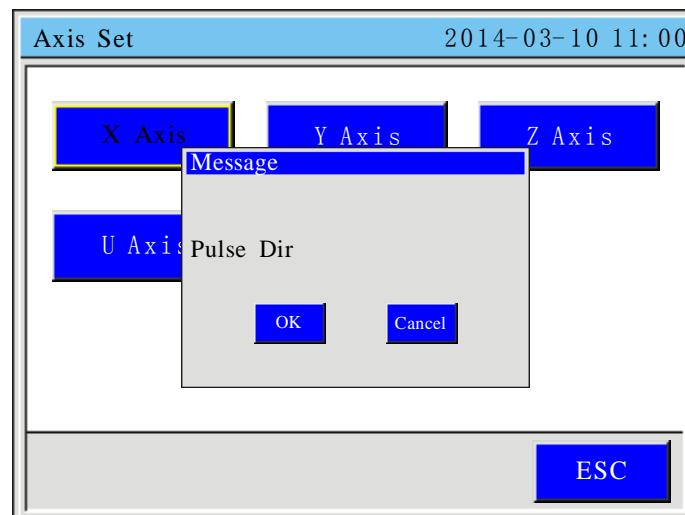 Axis Set 2014-03-10 11:00
X Axis Y Axis Z Axis
Message
U Axis
Pulse Dir
OK Cancel
ESC